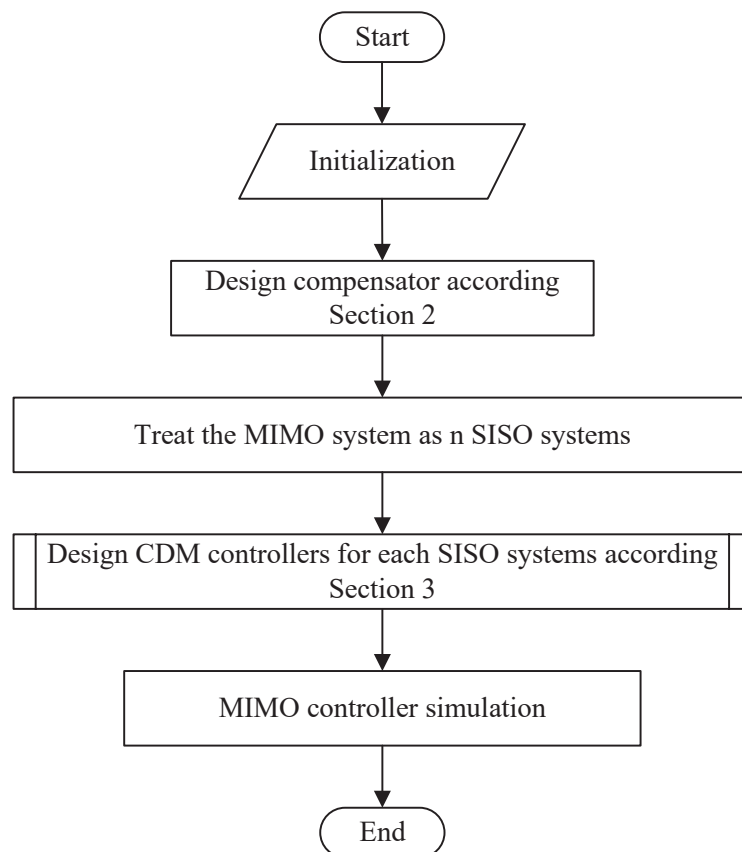 Start
Initialization
Design compensator according
Section 2
Treat the MIMO system as n SISO systems
Design CDM controllers for each SISO systems according
Section 3
MIMO controller simulation
End